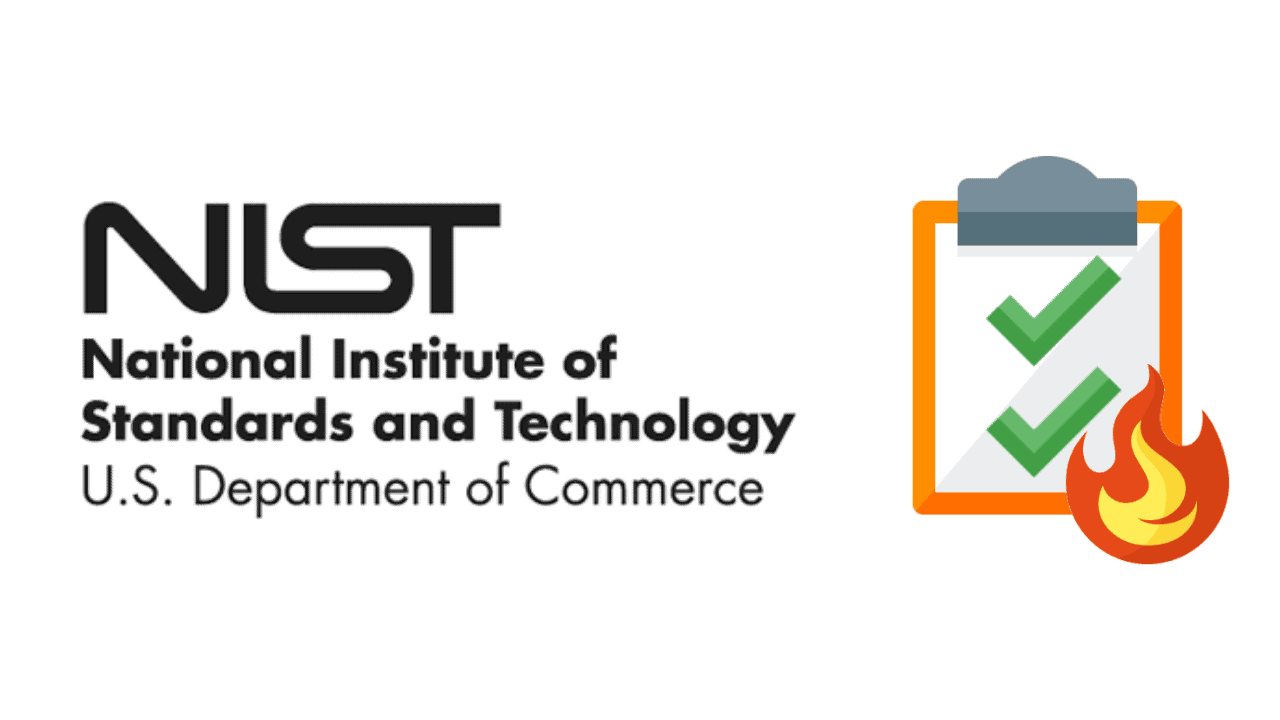 NIST
National Institute of
Standards and Technology
U.S. Department of Commerce